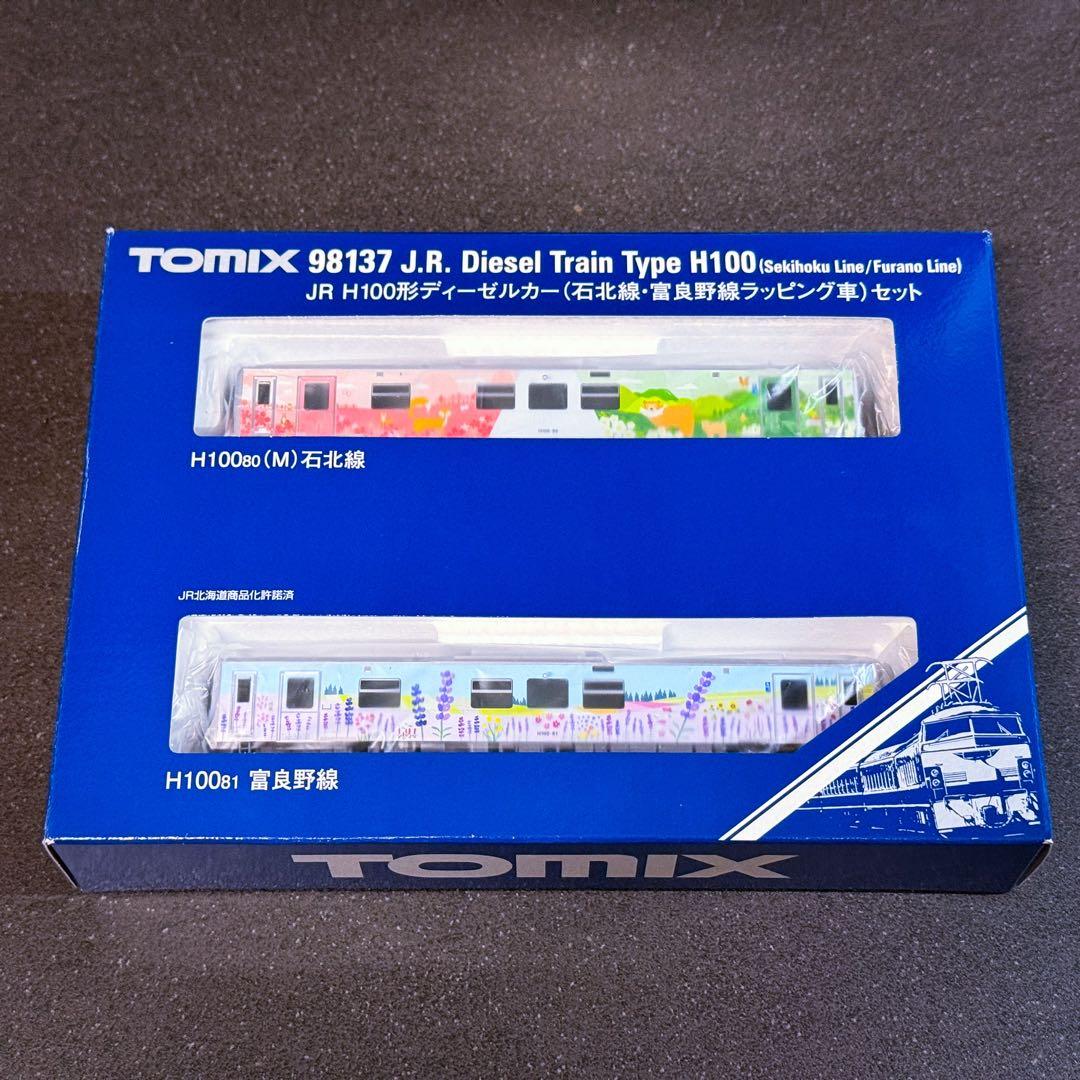 TOMIX 98137 J.R. Diesel Train Type H100 (Sekihoku Line/Furano Line)
JR H100形ディーゼルカー(石北線・富良野線ラッピング車)セット
H100-80
H10080(M)石北線
JR北海道商品化許諾済
H100-81
H10081 富良野線
TOMIX